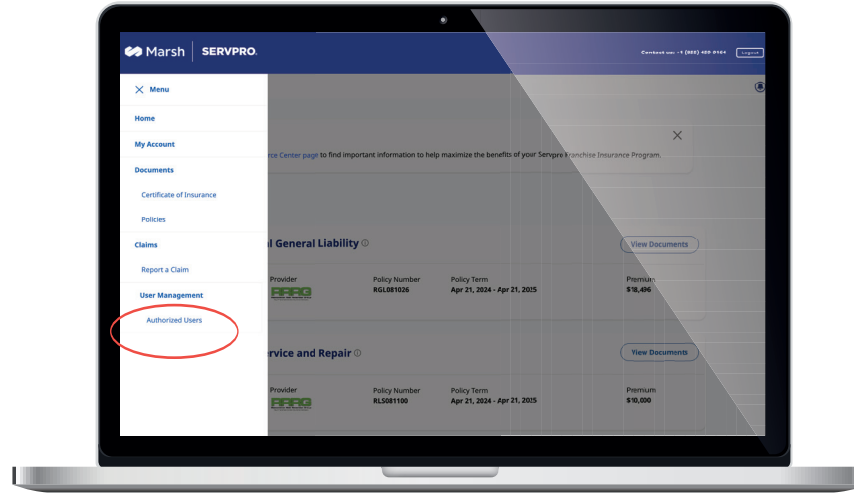 Marsh SERVPRO.
Contact us: +1 (885) 489 0164 Logout
Menu
Home
My Account
Documents
Certificate of Insurance
Policies
Claims
Report a Claim
User Management
Authorized Users
rce Center page to find important information to help maximize the benefits of your Servpro Franchise Insurance Program.
l General Liability
View Documents
Provider Policy Number Policy Term Premium
RGL081026 Apr 21, 2024 - Apr 21, 2025 $18,496
ervice and Repair
View Documents
Provider Policy Number Policy Term Premium
RLS081100 Apr 21, 2024 - Apr 21, 2025 $10,000